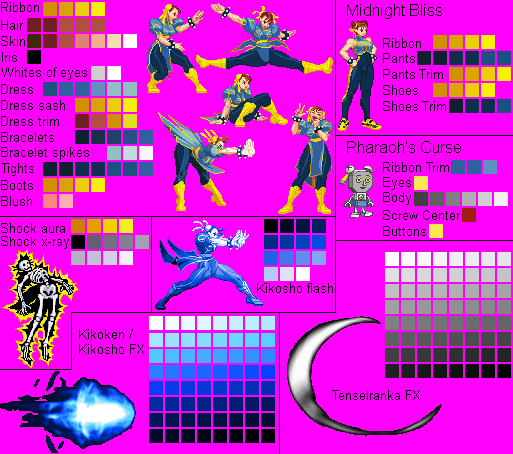 Ribbon
Hair
Skin
Iris
Whites of eyes
Dress
Dress sash
Dress trim
Bracelets
Bracelet spikes
Tights
Boots
Blush
Midnight Bliss
Ribbon
Pants
Pants Trim
Shoes
Shoes Trim
Pharaoh's Curse
Ribbon Trim
Eyes
Body
Screw Center
Buttons
Shock aura
Shock x-ray
Kikosho flash
Kikoken /
Kikosho FX
Tenseiranka FX